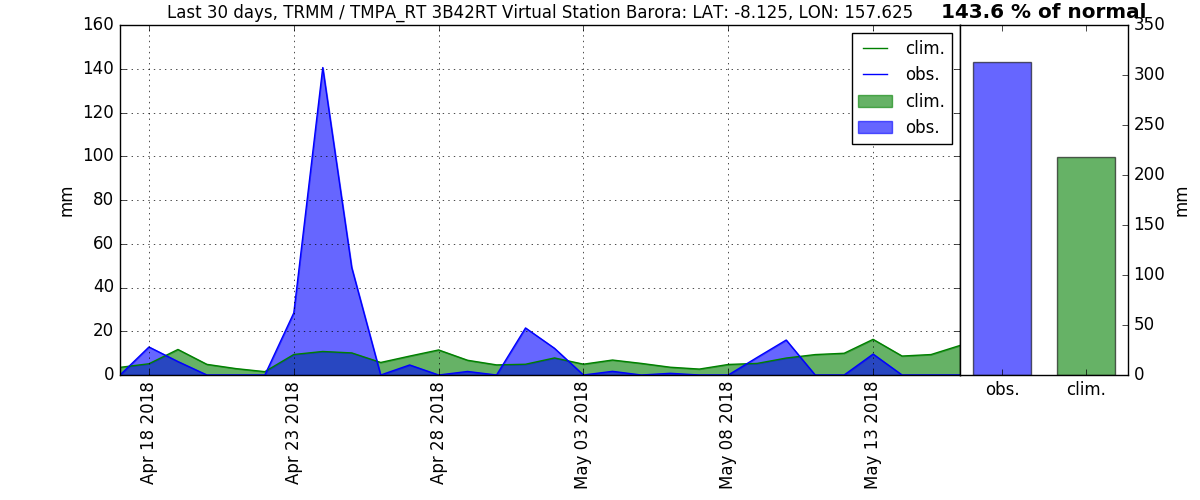 Last 30 days, TRMM / TMPA_RT 3B42RT Virtual Station Barora: LAT: -8.125, LON: 157.625
143.6 % of normal
160
140
120
100
80
60
40
20
0
mm
clim.
obs.
clim.
obs.
Apr 18 2018
Apr 23 2018
Apr 28 2018
May 03 2018
May 08 2018
May 13 2018
350
300
250
200
150
100
50
0
mm
obs.
clim.